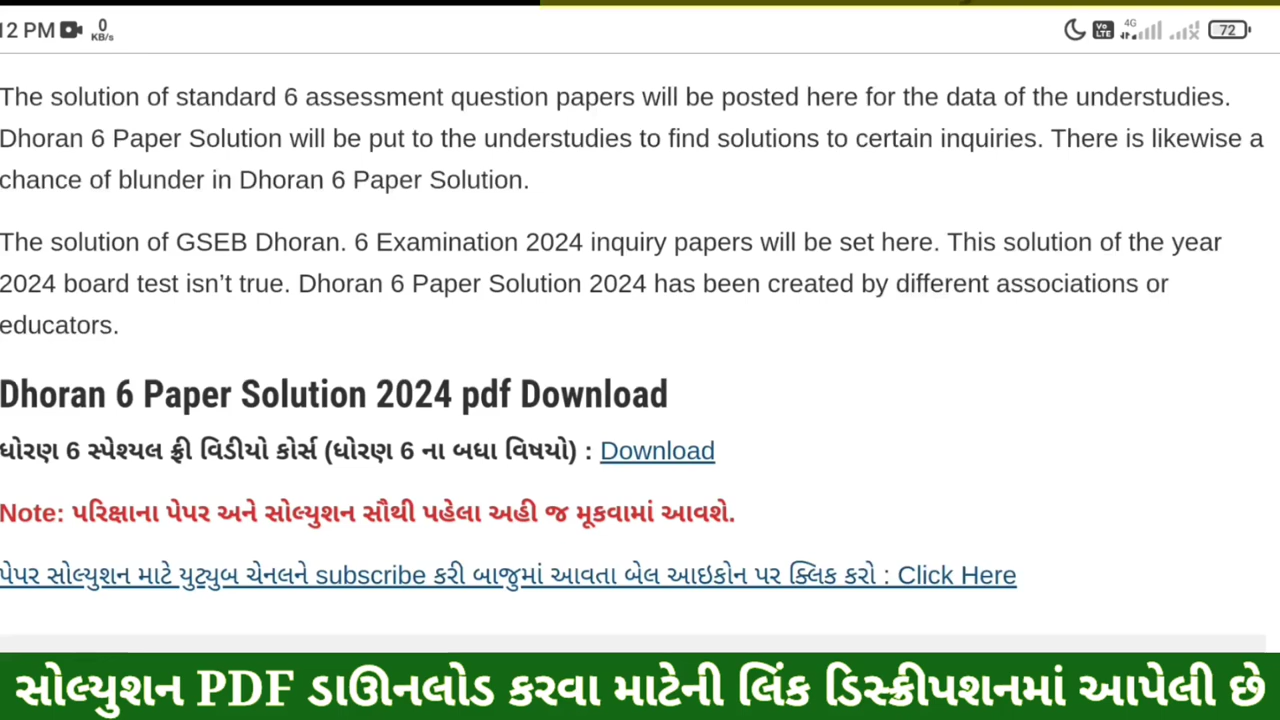 12 PM 0 KB/s Vo LTE 4G 72
The solution of standard 6 assessment question papers will be posted here for the data of the understudies.
Dhoran 6 Paper Solution will be put to the understudies to find solutions to certain inquiries. There is likewise a
chance of blunder in Dhoran 6 Paper Solution.
The solution of GSEB Dhoran. 6 Examination 2024 inquiry papers will be set here. This solution of the year
2024 board test isn’t true. Dhoran 6 Paper Solution 2024 has been created by different associations or
educators.
Dhoran 6 Paper Solution 2024 pdf Download
ધોરણ 6 સ્પેશ્યલ ફ્રી વિડીયો કોર્સ (ધોરણ 6 ના બધા વિષયો) : Download
Note: પરિક્ષાના પેપર અને સોલ્યુશન સૌથી પહેલા અહી જ મૂકવામાં આવશે.
પેપર સોલ્યુશન માટે યુટ્યુબ ચેનલને subscribe કરી બાજુમાં આવતા બેલ આઇકોન પર ક્લિક કરો : Click Here
સોલ્યુશન PDF ડાઊનલોડ કરવા માટેની લિંક ડિસ્ક્રીપશનમાં આપેલી છે